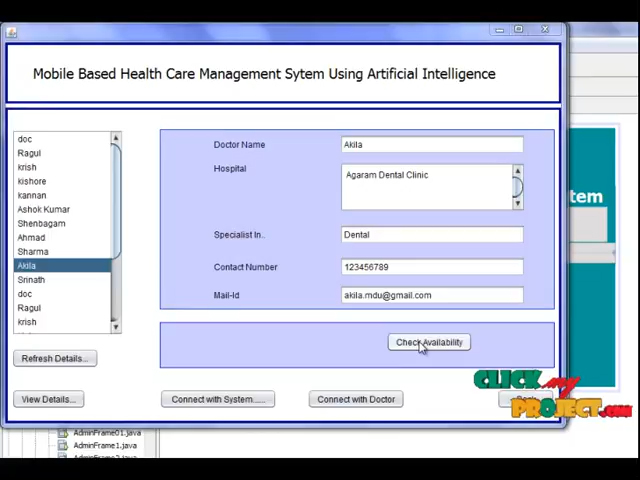 Mobile Based Health Care Management Sytem Using Artificial Intelligence
doc
Ragul
krish
kishore
kannan
Ashok Kumar
Shenbagam
Ahmad
Sharma
Akila
Srinath
doc
Ragul
krish
Doctor Name
Akila
Hospital
Agaram Dental Clinic
Specialist In..
Dental
Contact Number
123456789
Mail-Id
akila.mdu@gmail.com
Check Availability
Refresh Details...
View Details...
Connect with System......
Connect with Doctor
CLICK MY
PROJECT.COM
tem
AdminFrame01.java
AdminFrame1.java